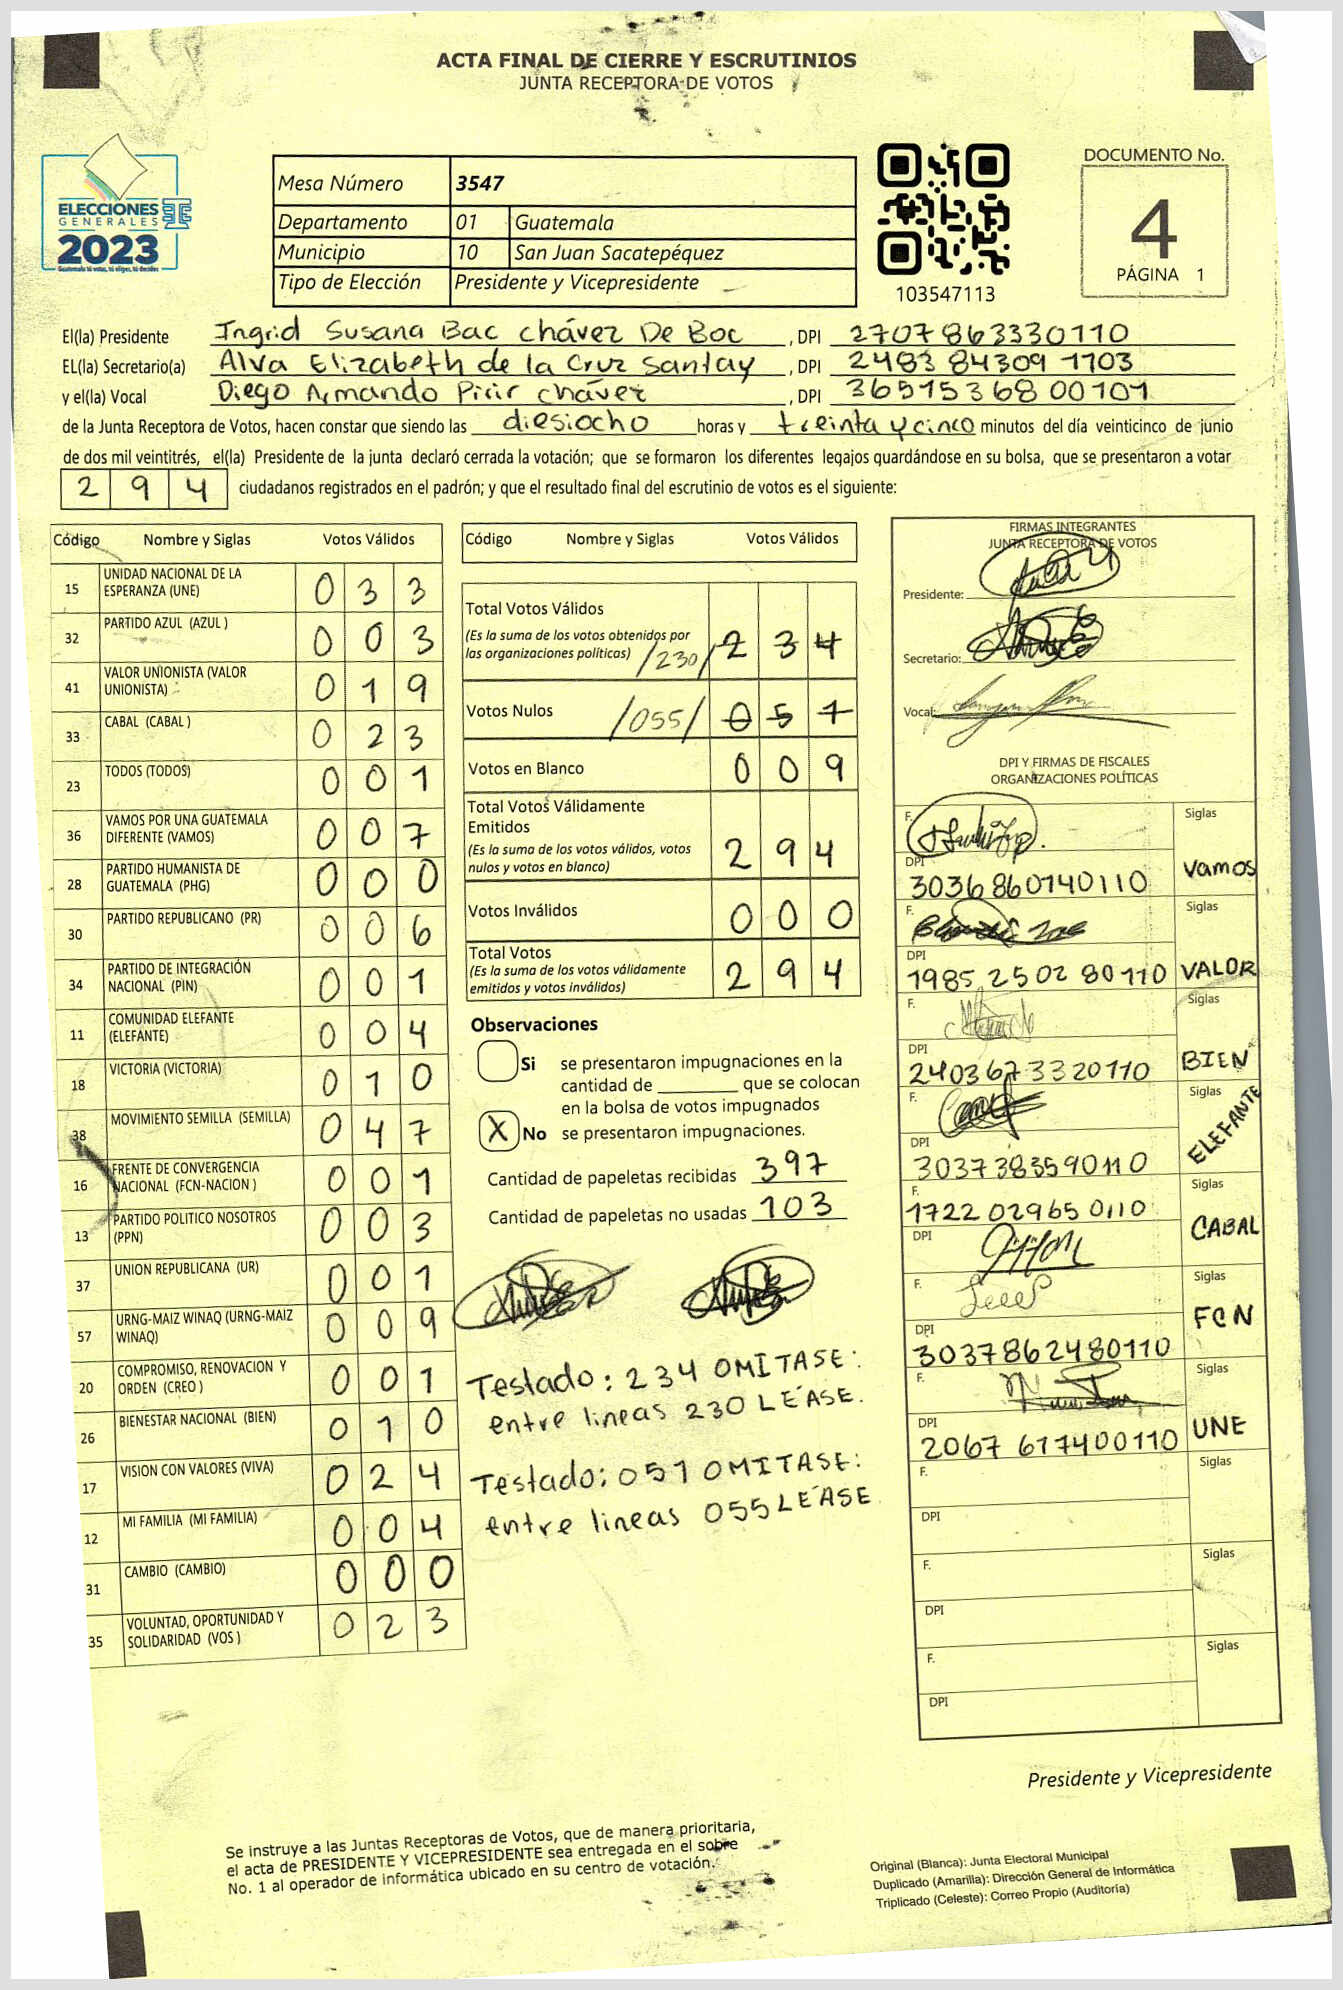 ACTA FINAL DE CIERRE Y ESCRUTINIOS
JUNTA RECEPTORA DE VOTOS
ELECCIONES
GENERALES
2023
Guatemala tú votas, tú eliges, tú decides
Mesa Número 3547
Departamento 01 Guatemala
Municipio 10 San Juan Sacatepéquez
Tipo de Elección Presidente y Vicepresidente
103547113
DOCUMENTO No.
4
PÁGINA 1
El(la) Presidente Ingrid Susana Bac chávez De Boc , DPI 2707863330110
EL(la) Secretario(a) Alva Elizabeth de la Cruz Santay , DPI 2483 84309 1103
y el(la) Vocal Diego Armando Pirir chávez , DPI 3651536800101
de la Junta Receptora de Votos, hacen constar que siendo las diesiocho horas y treinta y cinco minutos del día veinticinco de junio
de dos mil veintitrés, el(la) Presidente de la junta declaró cerrada la votación; que se formaron los diferentes legajos guardándose en su bolsa, que se presentaron a votar
2 9 4 ciudadanos registrados en el padrón; y que el resultado final del escrutinio de votos es el siguiente:
Código Nombre y Siglas Votos Válidos
15 UNIDAD NACIONAL DE LA ESPERANZA (UNE) 0 3 3
32 PARTIDO AZUL (AZUL ) 0 0 3
41 VALOR UNIONISTA (VALOR UNIONISTA) 0 1 9
33 CABAL (CABAL ) 0 2 3
23 TODOS (TODOS) 0 0 1
36 VAMOS POR UNA GUATEMALA DIFERENTE (VAMOS) 0 0 7
28 PARTIDO HUMANISTA DE GUATEMALA (PHG) 0 0 0
30 PARTIDO REPUBLICANO (PR) 0 0 6
34 PARTIDO DE INTEGRACIÓN NACIONAL (PIN) 0 0 1
11 COMUNIDAD ELEFANTE (ELEFANTE) 0 0 4
18 VICTORIA (VICTORIA) 0 1 0
38 MOVIMIENTO SEMILLA (SEMILLA) 0 4 7
16 FRENTE DE CONVERGENCIA NACIONAL (FCN-NACION ) 0 0 1
13 PARTIDO POLITICO NOSOTROS (PPN) 0 0 3
37 UNION REPUBLICANA (UR) 0 0 1
57 URNG-MAIZ WINAQ (URNG-MAIZ WINAQ) 0 0 9
20 COMPROMISO, RENOVACION Y ORDEN (CREO ) 0 0 1
26 BIENESTAR NACIONAL (BIEN) 0 1 0
17 VISION CON VALORES (VIVA) 0 2 4
12 MI FAMILIA (MI FAMILIA) 0 0 4
31 CAMBIO (CAMBIO) 0 0 0
35 VOLUNTAD, OPORTUNIDAD Y SOLIDARIDAD (VOS ) 0 2 3
Código Nombre y Siglas Votos Válidos
Total Votos Válidos
(Es la suma de los votos obtenidos por
las organizaciones políticas) /230/ 2 3 4
Votos Nulos /055/ 0 5 1
Votos en Blanco 0 0 9
Total Votos Válidamente
Emitidos
(Es la suma de los votos válidos, votos
nulos y votos en blanco) 2 9 4
Votos Inválidos 0 0 0
Total Votos
(Es la suma de los votos válidamente
emitidos y votos inválidos) 2 9 4
Observaciones
Si se presentaron impugnaciones en la
cantidad de ________ que se colocan
en la bolsa de votos impugnados
X No se presentaron impugnaciones.
Cantidad de papeletas recibidas 397
Cantidad de papeletas no usadas 103
Testado: 234 OMITASE:
entre lineas 230 LEASE.
Testado: 051 OMITASE:
entre lineas 055 LEASE
FIRMAS INTEGRANTES
JUNTA RECEPTORA DE VOTOS
Presidente:
Secretario:
Vocal:
DPI Y FIRMAS DE FISCALES
ORGANIZACIONES POLÍTICAS
F. Siglas
DPI
3036860740110 Vamos
F. Siglas
DPI
1985 2502 80110 VALOR
F. Siglas
DPI
2403673320110 BIEN
F. Siglas
DPI
3037383590110 ELEFANTE
F. Siglas
1722 02965 0110
DPI CABAL
F. Siglas
DPI
3037862480110 FCN
F. Siglas
DPI
2067 617400110 UNE
F. Siglas
DPI
F. Siglas
DPI
F. Siglas
DPI
Presidente y Vicepresidente
Se instruye a las Juntas Receptoras de Votos, que de manera prioritaria,
el acta de PRESIDENTE Y VICEPRESIDENTE sea entregada en el sobre
No. 1 al operador de informática ubicado en su centro de votación.
Original (Blanca): Junta Electoral Municipal
Duplicado (Amarilla): Dirección General de Informática
Triplicado (Celeste): Correo Propio (Auditoría)